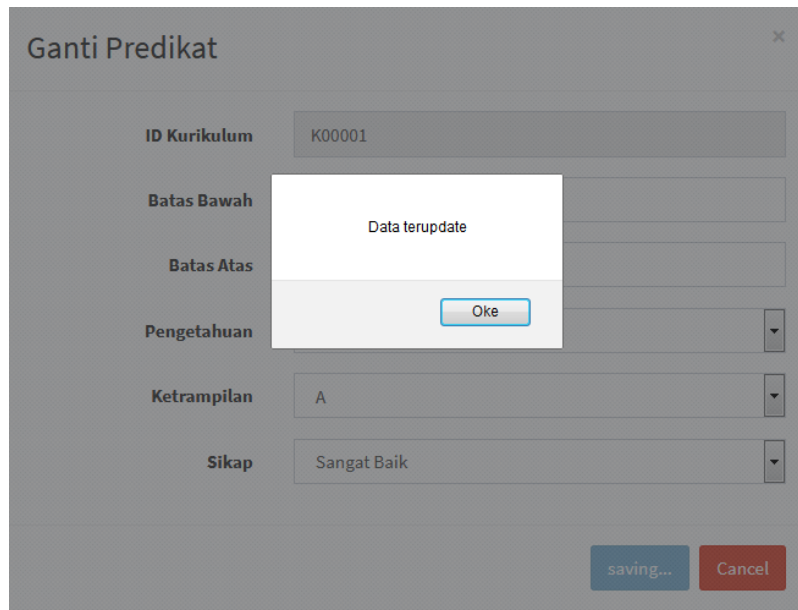 Ganti Predikat ×
ID Kurikulum K00001
Batas Bawah
Data terupdate
Batas Atas
Oke
Pengetahuan
Ketrampilan A
Sikap Sangat Baik
saving... Cancel